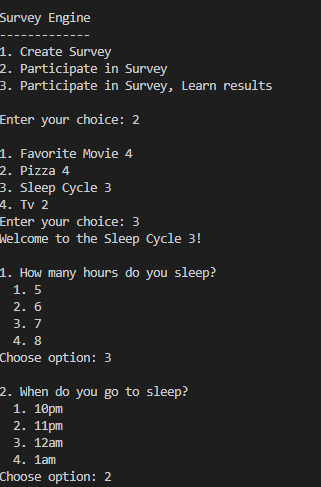 Survey Engine
-------------
1. Create Survey
2. Participate in Survey
3. Participate in Survey, Learn results
Enter your choice: 2
1. Favorite Movie 4
2. Pizza 4
3. Sleep Cycle 3
4. Tv 2
Enter your choice: 3
Welcome to the Sleep Cycle 3!
1. How many hours do you sleep?
1. 5
2. 6
3. 7
4. 8
Choose option: 3
2. When do you go to sleep?
1. 10pm
2. 11pm
3. 12am
4. 1am
Choose option: 2